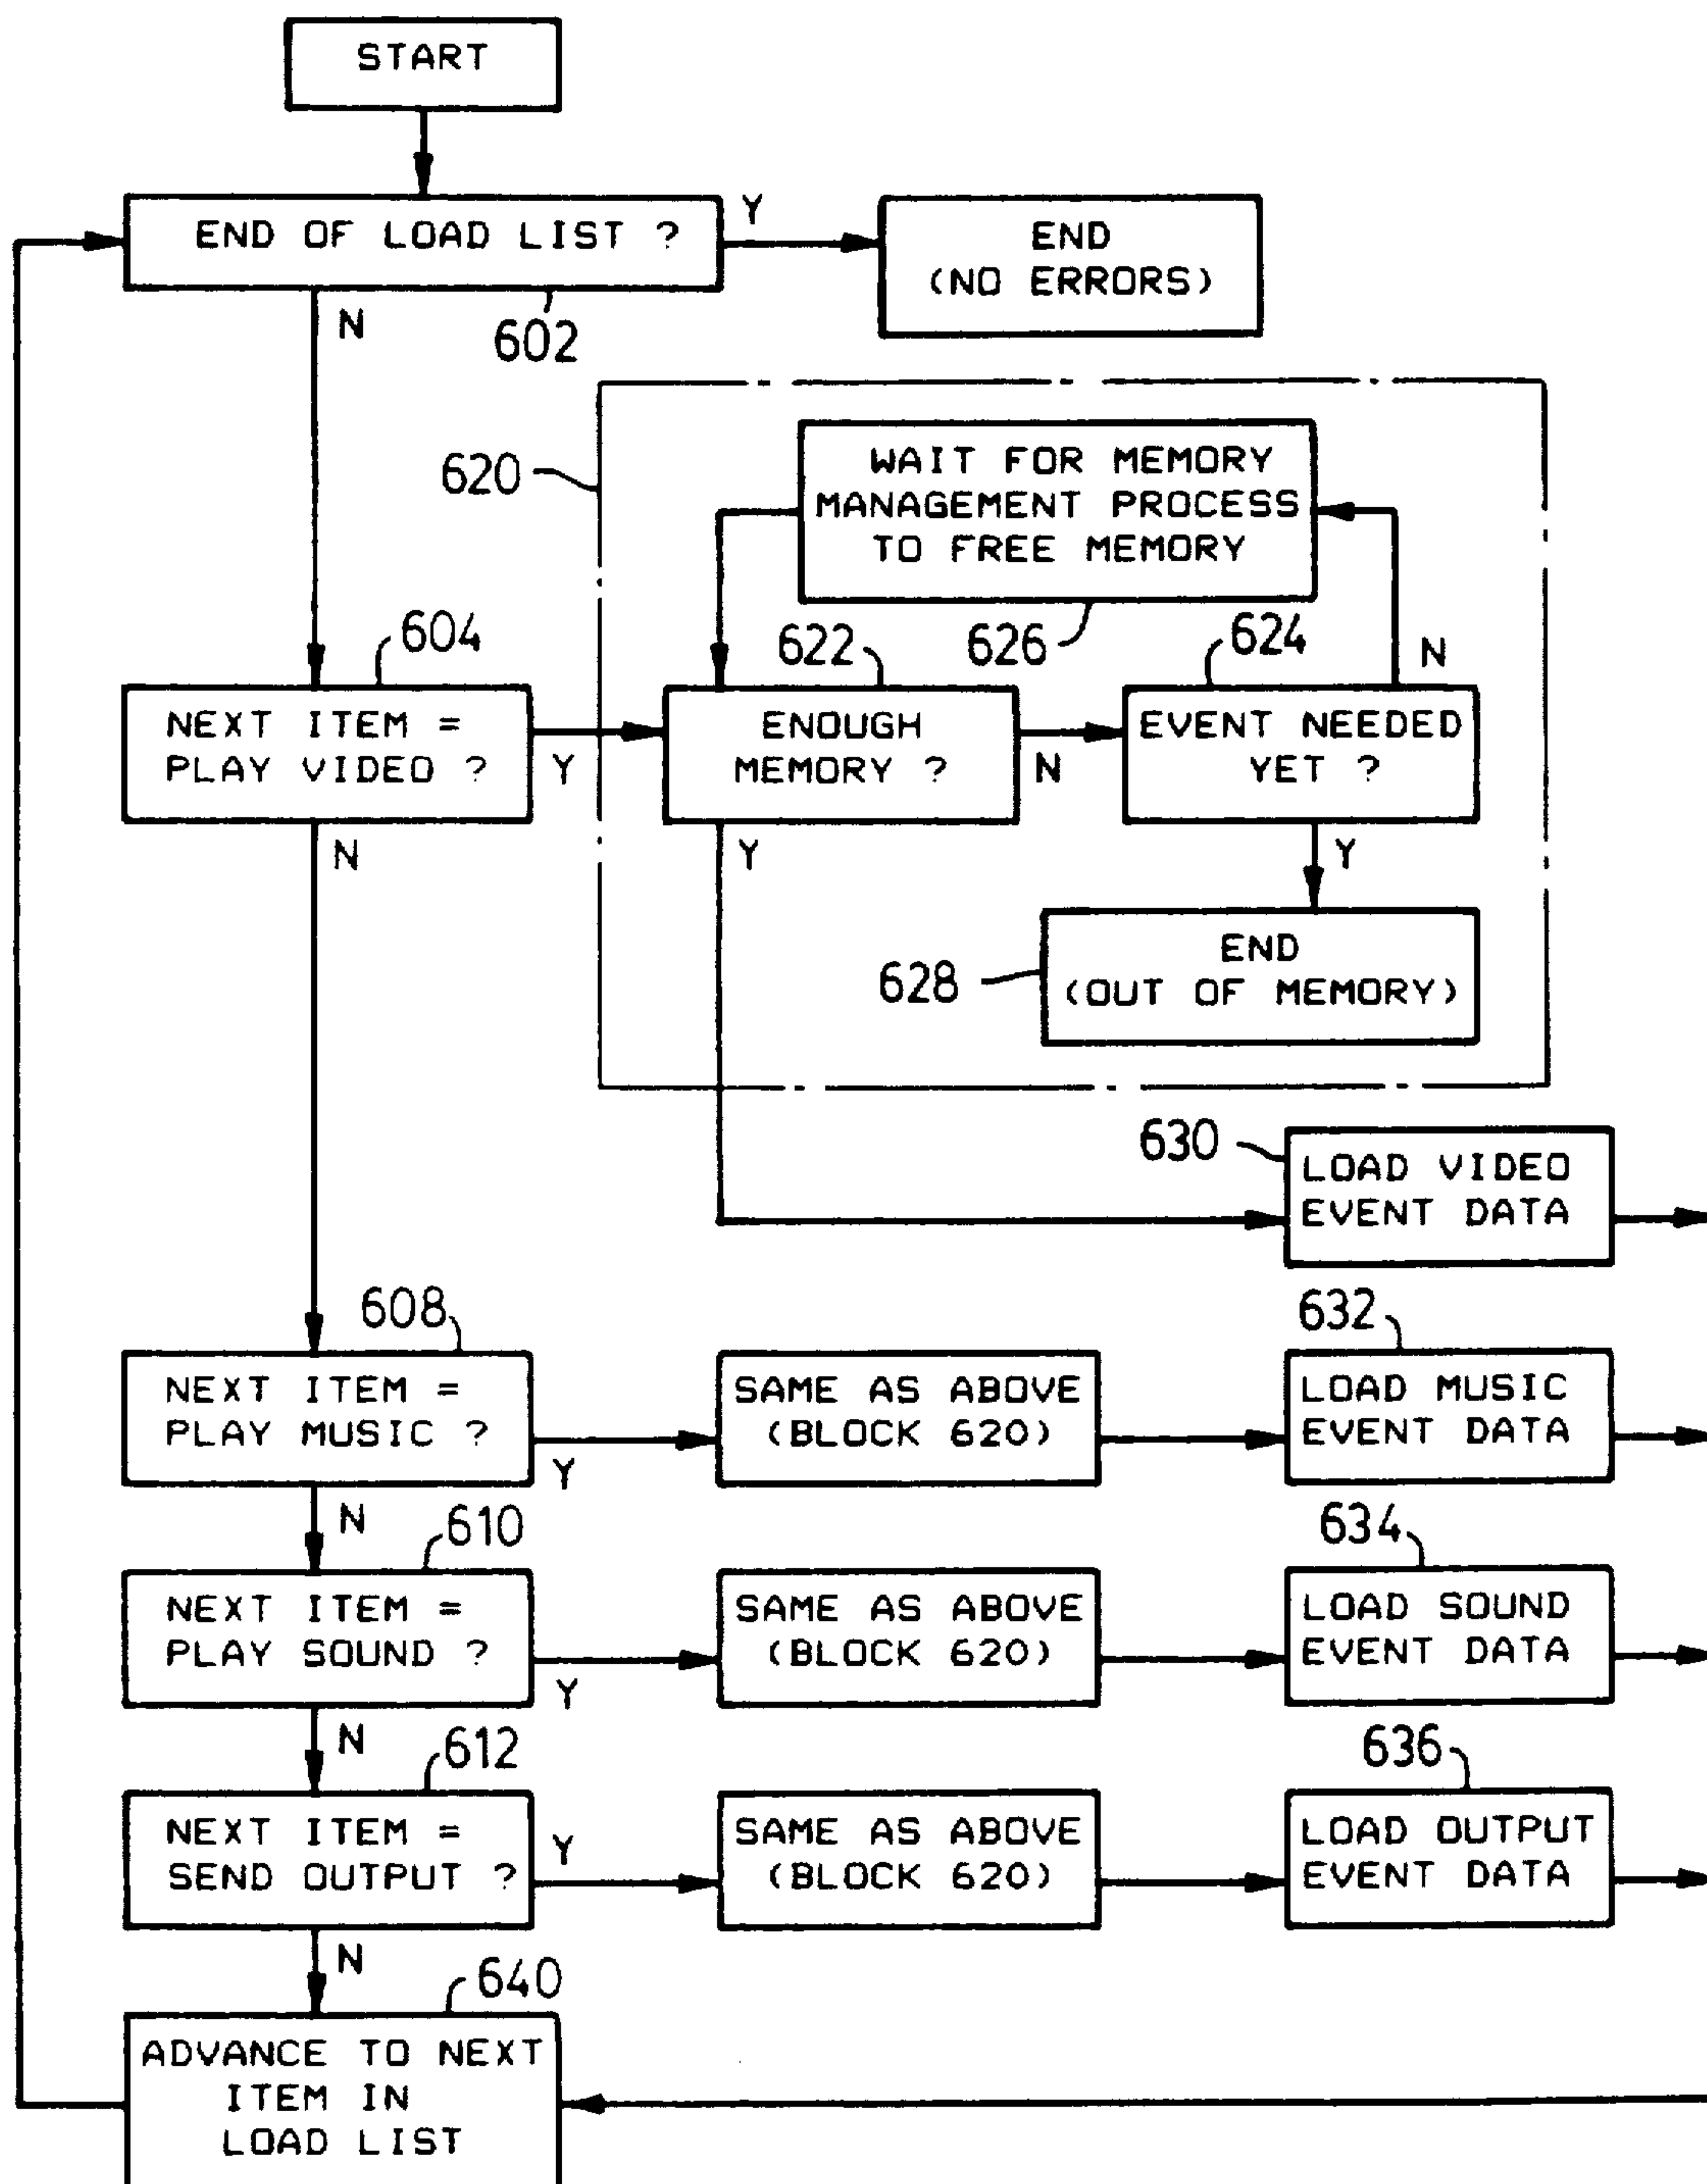 START
END OF LOAD LIST ?
Y
END
(NO ERRORS)
N
602
620
WAIT FOR MEMORY
MANAGEMENT PROCESS
TO FREE MEMORY
604
622
626
624
N
NEXT ITEM =
PLAY VIDEO ?
Y
ENOUGH
MEMORY ?
N
EVENT NEEDED
YET ?
N
Y
Y
628
END
(OUT OF MEMORY)
630
LOAD VIDEO
EVENT DATA
608
632
NEXT ITEM =
PLAY MUSIC ?
Y
SAME AS ABOVE
(BLOCK 620)
LOAD MUSIC
EVENT DATA
N
610
634
NEXT ITEM =
PLAY SOUND ?
Y
SAME AS ABOVE
(BLOCK 620)
LOAD SOUND
EVENT DATA
N
612
636
NEXT ITEM =
SEND OUTPUT ?
Y
SAME AS ABOVE
(BLOCK 620)
LOAD OUTPUT
EVENT DATA
N
640
ADVANCE TO NEXT
ITEM IN
LOAD LIST